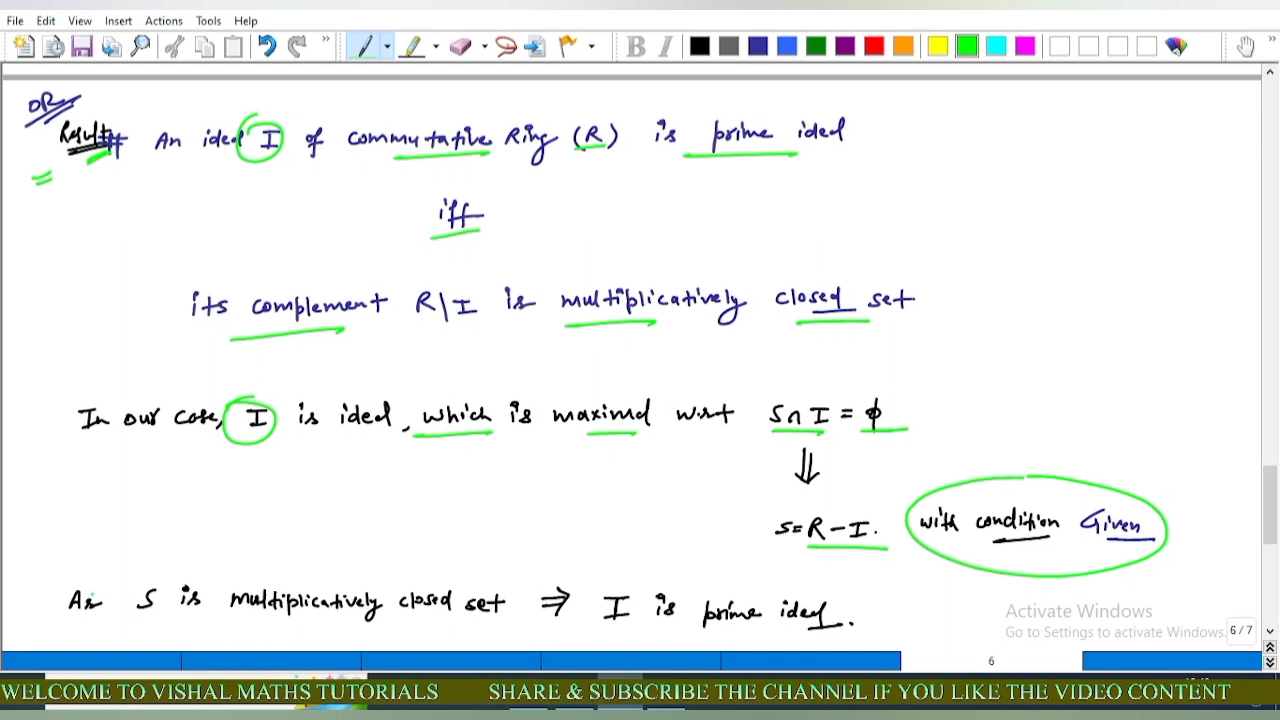 File Edit View Insert Actions Tools Help
OR
Result # An ideal I of commutative Ring (R) is prime ideal
iff
its complement R\I is multiplicatively closed set
In our case, I is ideal, which is maximal wrt S∩I = ϕ
⇓
S = R - I. with condition Given
As S is multiplicatively closed set ⇒ I is prime ideal.
Activate Windows
Go to Settings to activate Windows. 6 / 7
6
WELCOME TO VISHAL MATHS TUTORIALS SHARE & SUBSCRIBE THE CHANNEL IF YOU LIKE THE VIDEO CONTENT